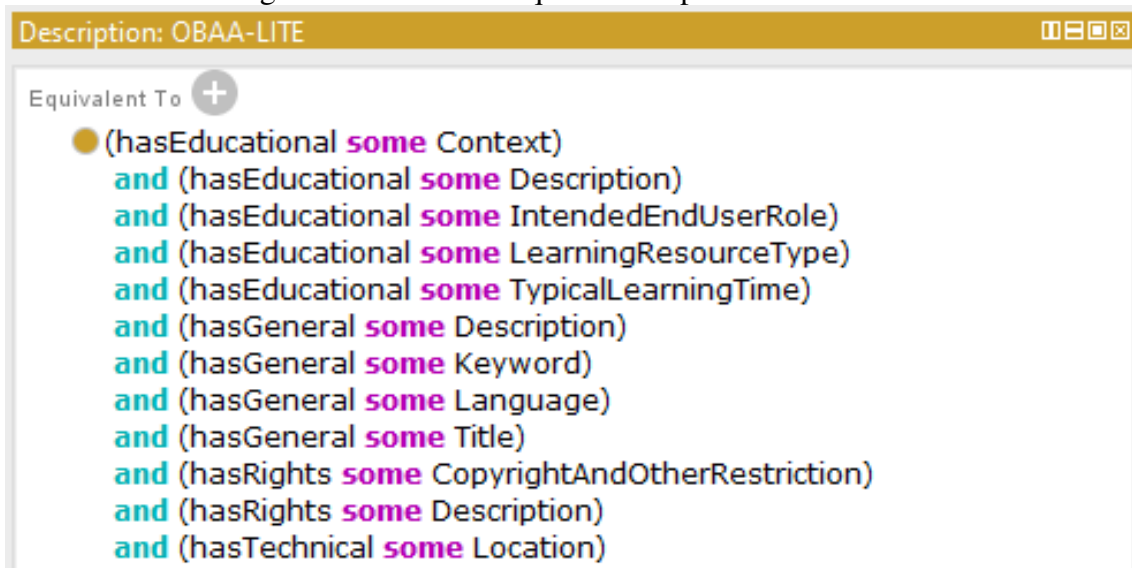 Description: OBAA-LITE
Equivalent To
(hasEducational some Context)
and (hasEducational some Description)
and (hasEducational some IntendedEndUserRole)
and (hasEducational some LearningResourceType)
and (hasEducational some TypicalLearningTime)
and (hasGeneral some Description)
and (hasGeneral some Keyword)
and (hasGeneral some Language)
and (hasGeneral some Title)
and (hasRights some CopyrightAndOtherRestriction)
and (hasRights some Description)
and (hasTechnical some Location)